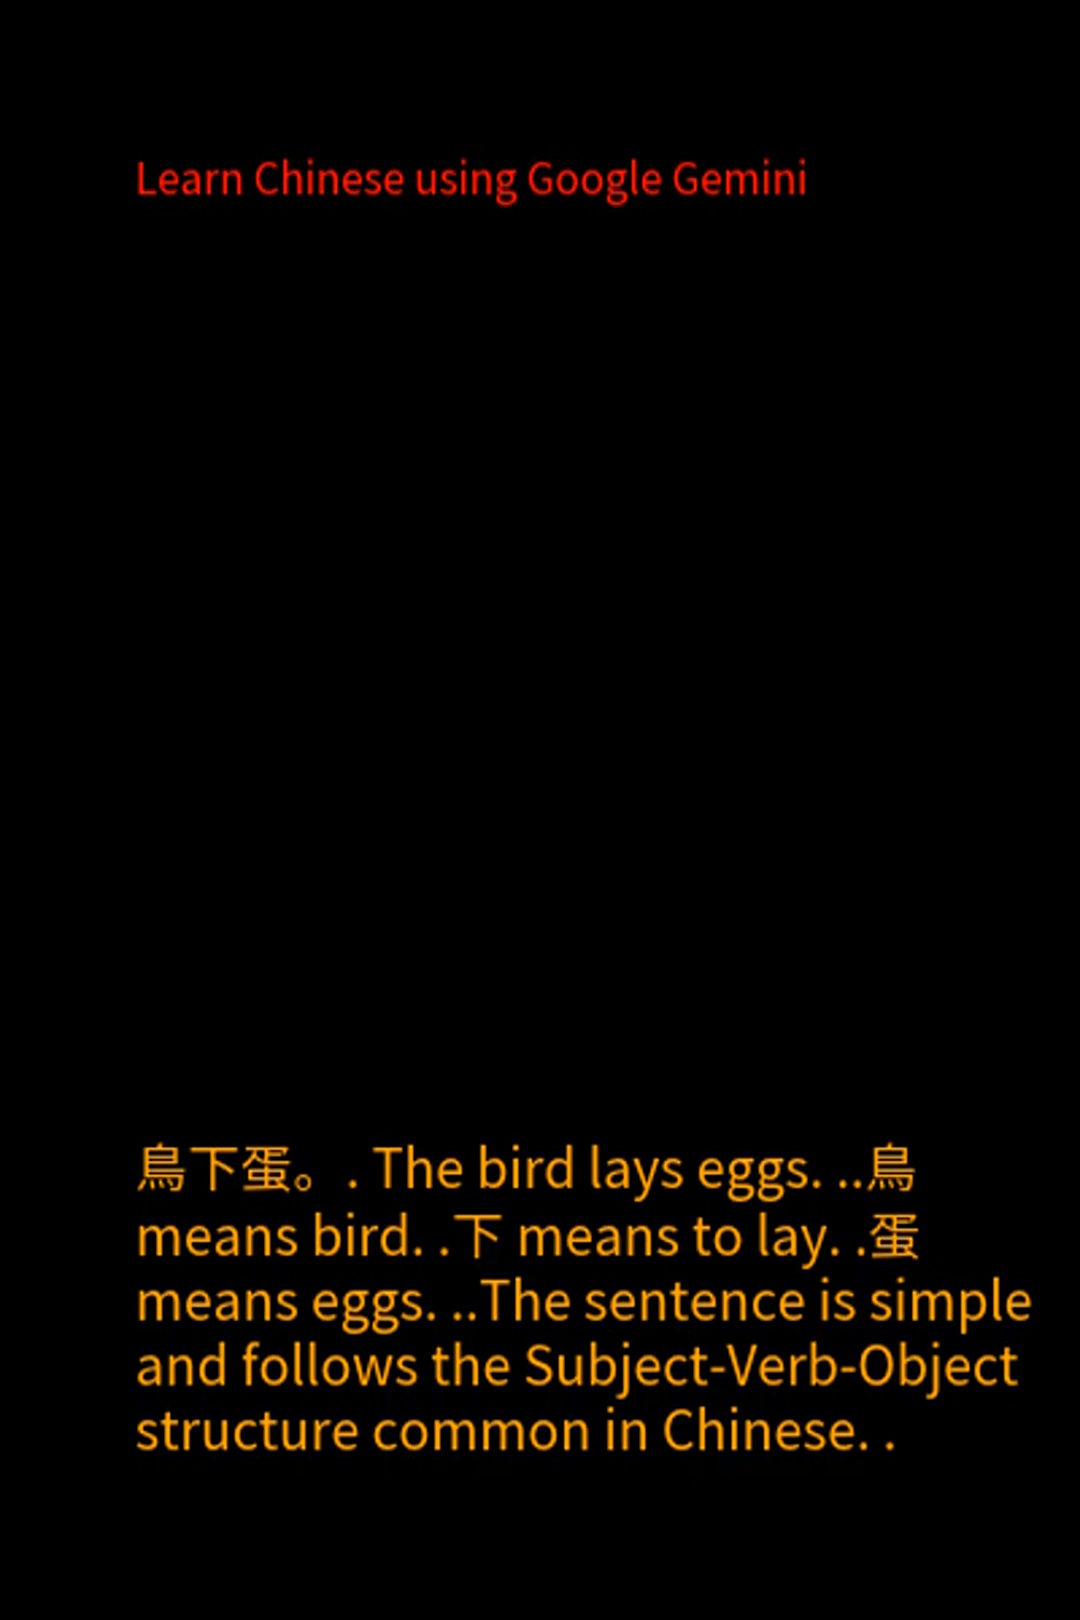 Learn Chinese using Google Gemini
鳥下蛋。. The bird lays eggs. ..鳥
means bird. .下 means to lay. .蛋
means eggs. ..The sentence is simple
and follows the Subject-Verb-Object
structure common in Chinese. .